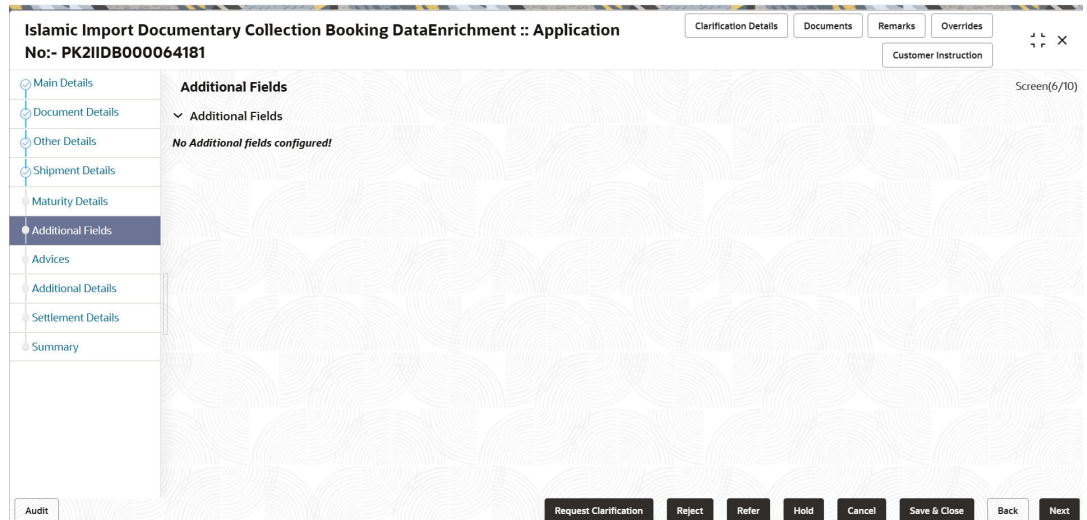 Islamic Import Documentary Collection Booking DataEnrichment :: Application
No:- PK2IIDB000064181
Clarification Details
Documents
Remarks
Overrides
Customer Instruction
Main Details
Document Details
Other Details
Shipment Details
Maturity Details
Additional Fields
Advices
Additional Details
Settlement Details
Summary
Additional Fields
Screen(6/10)
Additional Fields
No Additional fields configured!
Audit
Request Clarification
Reject
Refer
Hold
Cancel
Save & Close
Back
Next